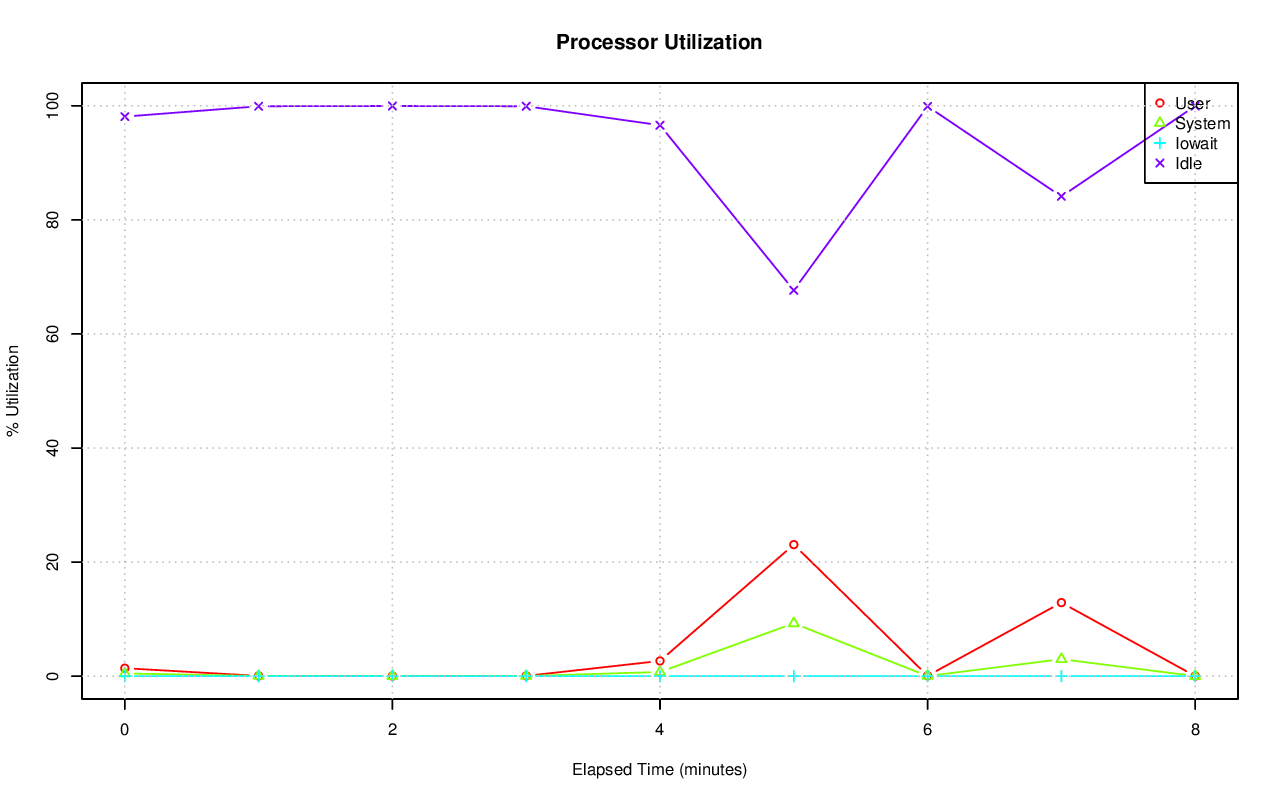 Processor Utilization
% Utilization
100
80
60
40
20
0
User
System
Iowait
Idle
0 2 4 6 8
Elapsed Time (minutes)